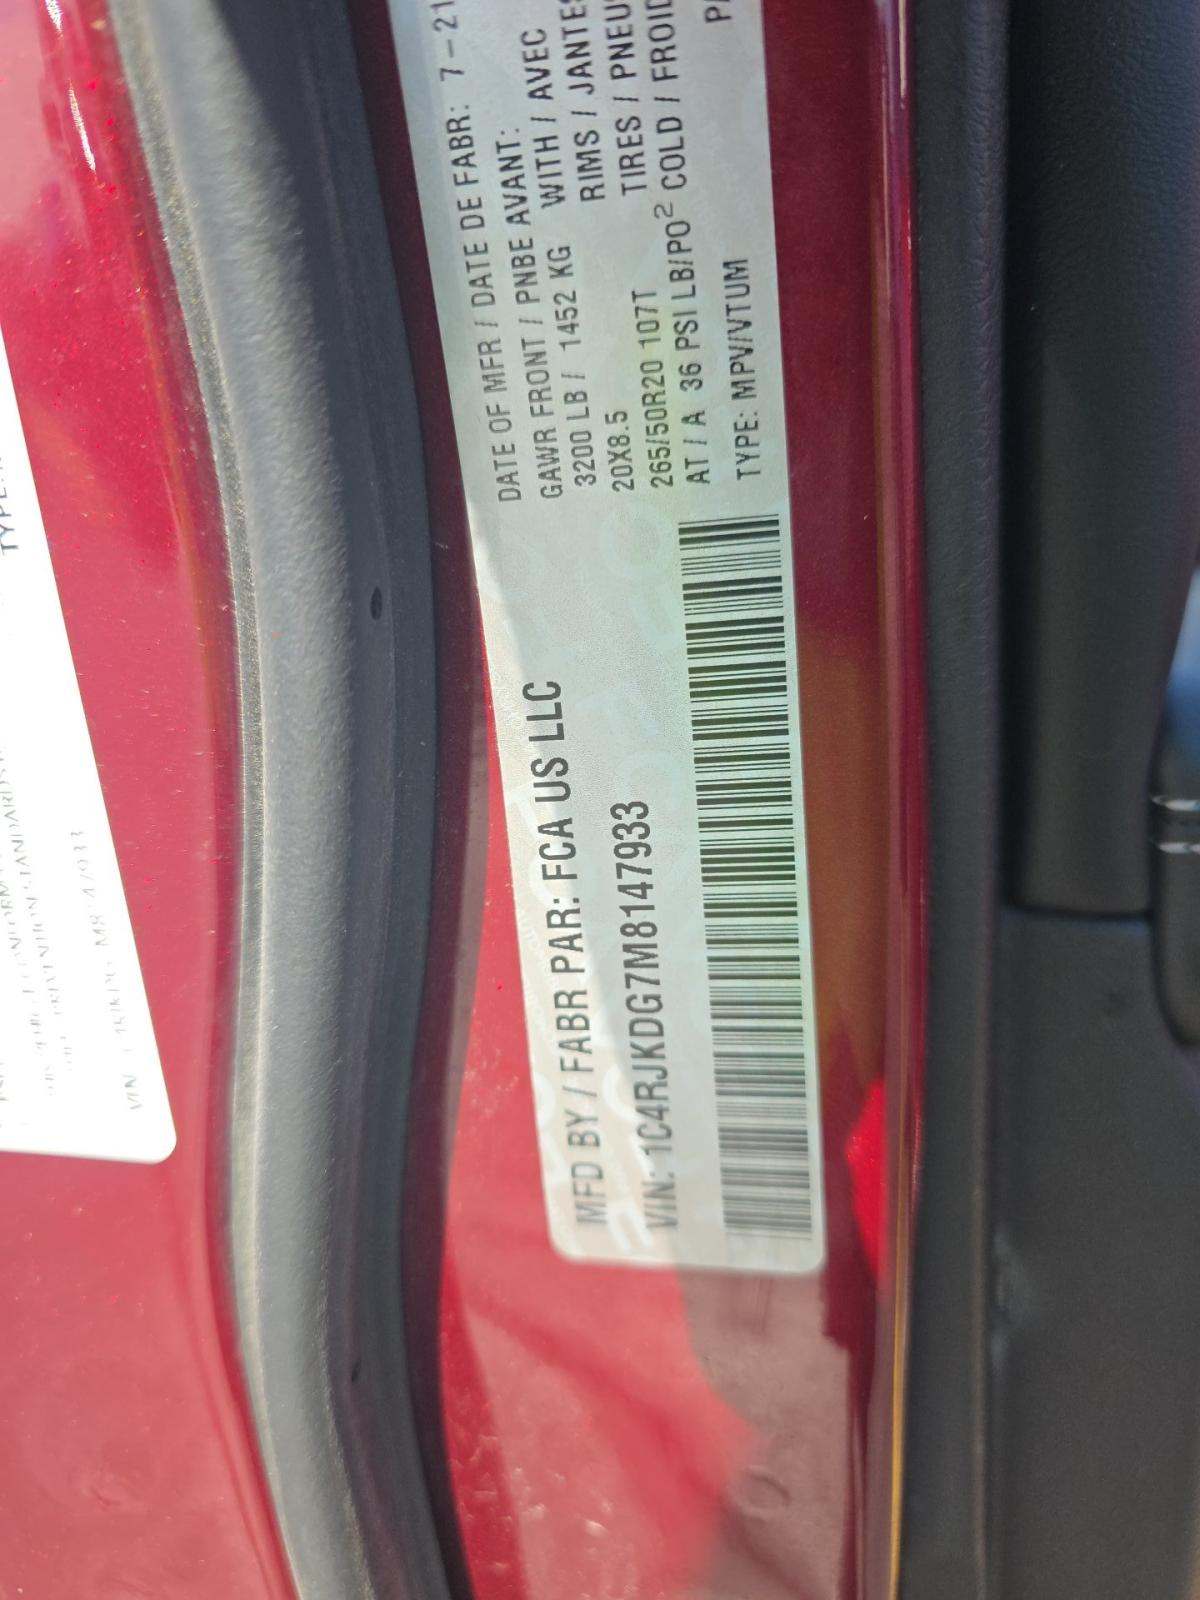 MFD BY / FABR PAR: FCA US LLC
VIN: 1C4RJKDG7M8147933
DATE OF MFR / DATE DE FABR: 7-21
GAWR FRONT / PNBE AVANT:
3200 LB / 1452 KG WITH / AVEC
20X8.5 RIMS / JANTES
265/50R20 107T TIRES / PNEUS
AT / A 36 PSI LB/PO² COLD / FROID
TYPE: MPV/VTUM
VIN: